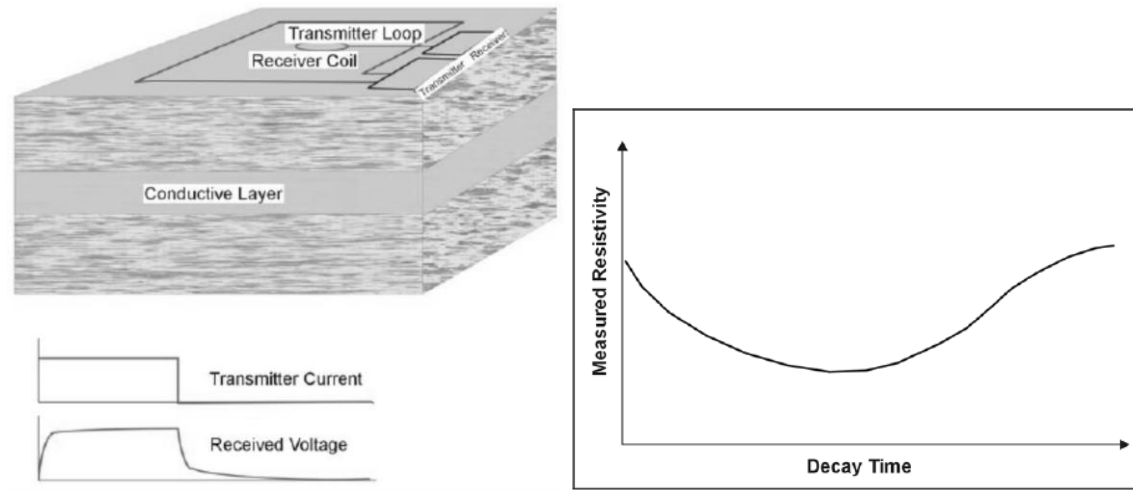 Transmitter Loop
Receiver Coil
Transmitter Receiver
Conductive Layer
Transmitter Current
Received Voltage
Measured Resistivity
Decay Time